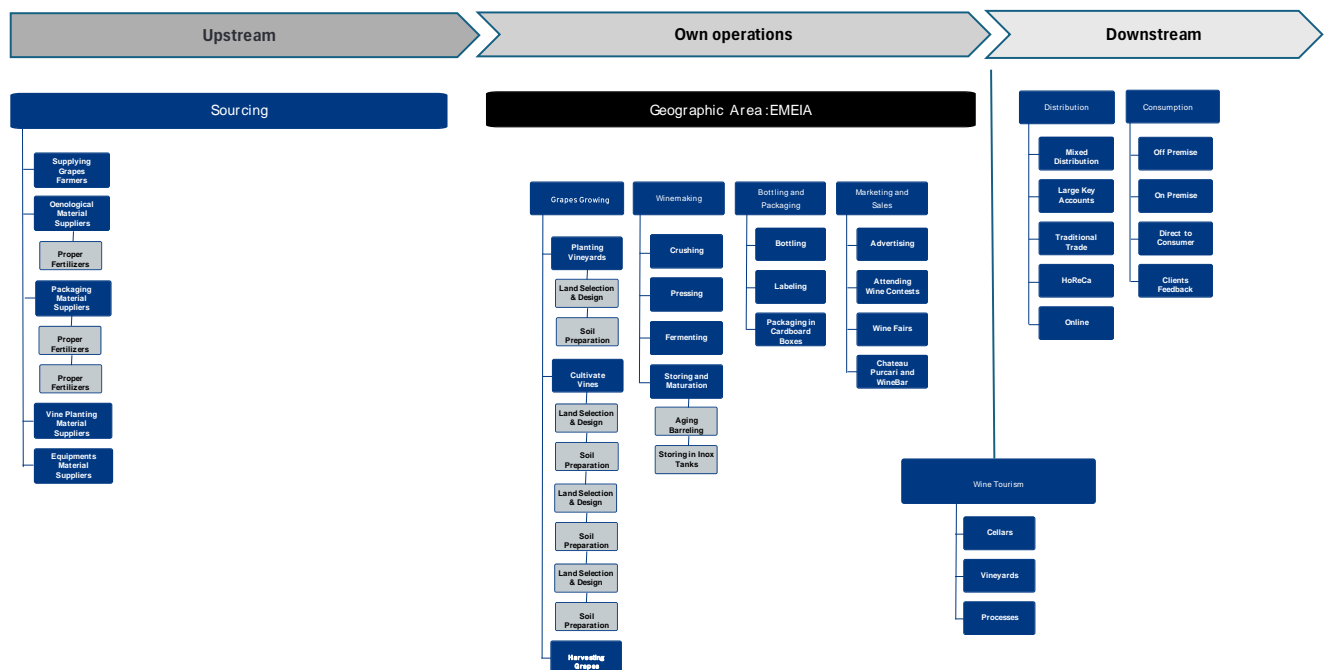 Upstream
Own operations
Downstream
Sourcing
Supplying
Grapes
Farmers
Oenological
Material
Suppliers
Proper
Fertilizers
Packaging
Material
Suppliers
Proper
Fertilizers
Proper
Fertilizers
Vine Planting
Material
Suppliers
Equipments
Material
Suppliers
Geographic Area :EMEIA
Grapes Growing
Planting
Vineyards
Land Selection
& Design
Soil
Preparation
Cultivate
Vines
Land Selection
& Design
Soil
Preparation
Land Selection
& Design
Soil
Preparation
Land Selection
& Design
Soil
Preparation
Harvesting
Grapes
Winemaking
Crushing
Pressing
Fermenting
Storing and
Maturation
Aging
Barreling
Storing in Inox
Tanks
Bottling and
Packaging
Bottling
Labeling
Packaging in
Cardboard
Boxes
Marketing and
Sales
Advertising
Attending
Wine Contests
Wine Fairs
Chateau
Purcari and
WineBar
Distribution
Mixed
Distribution
Large Key
Accounts
Traditional
Trade
HoReCa
Online
Consumption
Off Premise
On Premise
Direct to
Consumer
Clients
Feedback
Wine Tourism
Cellars
Vineyards
Processes